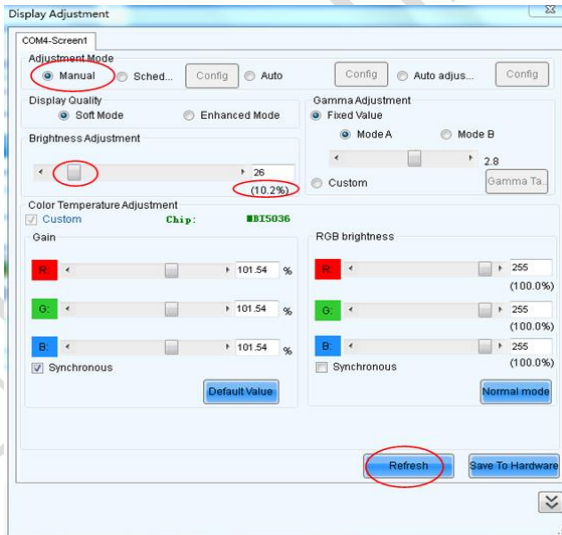 Display Adjustment
COM4-Screen1
Adjustment Mode
Manual Sched... Config Auto Config Auto adjus... Config
Display Quality
Soft Mode Enhanced Mode
Gamma Adjustment
Fixed Value
Mode A Mode B
2.8
Custom Gamma Ta..
Brightness Adjustment
26
(10.2%)
Color Temperature Adjustment
Custom Chip: MBI5036
Gain
R: 101.54 %
G: 101.54 %
B: 101.54 %
Synchronous
Default Value
RGB brightness
R: 255
(100.0%)
G: 255
(100.0%)
B: 255
(100.0%)
Synchronous
Normal mode
Refresh Save To Hardware